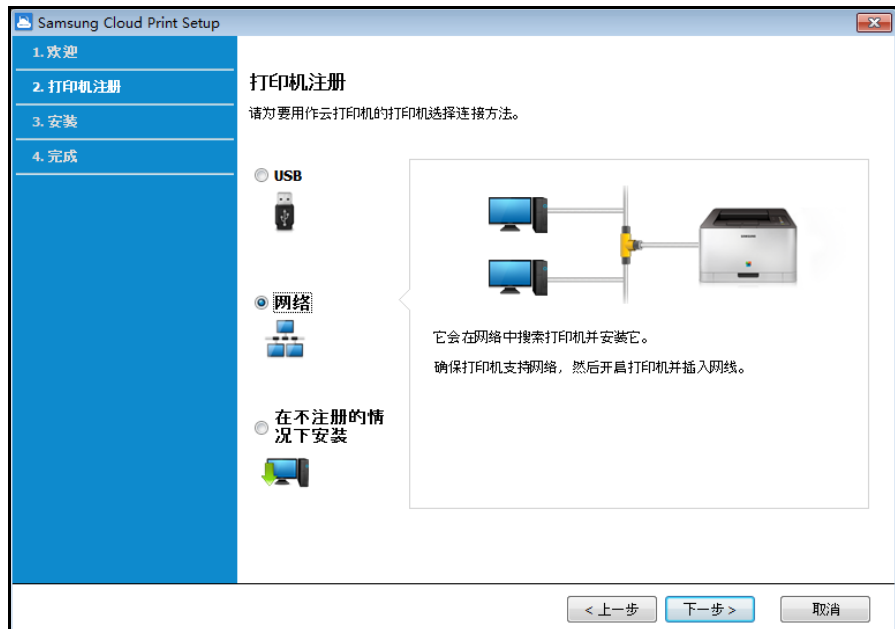 Samsung Cloud Print Setup
1. 欢迎
2. 打印机注册
3. 安装
4. 完成
打印机注册
请为要用作云打印机的打印机选择连接方法。
USB
网络
在不注册的情
况下安装
SAMSUNG
它会在网络中搜索打印机并安装它。
确保打印机支持网络，然后开启打印机并插入网线。
< 上一步
下一步 >
取消